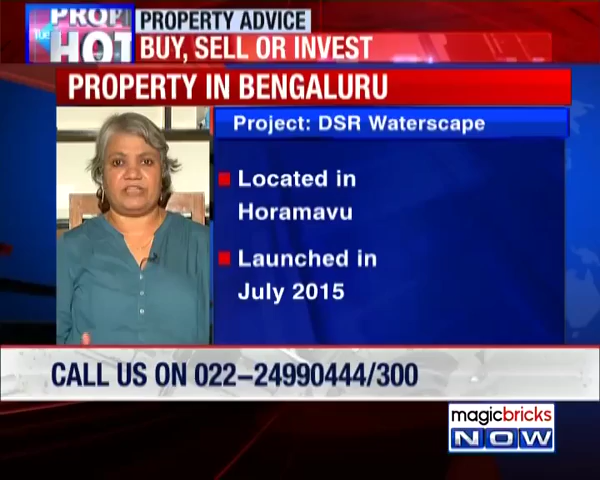 PROPERTY ADVICE
HOT
BUY, SELL OR INVEST
PROPERTY IN BENGALURU
Project: DSR Waterscape
Located in
Horamavu
Launched in
July 2015
CALL US ON 022–24990444/300
magicbricks
NOW